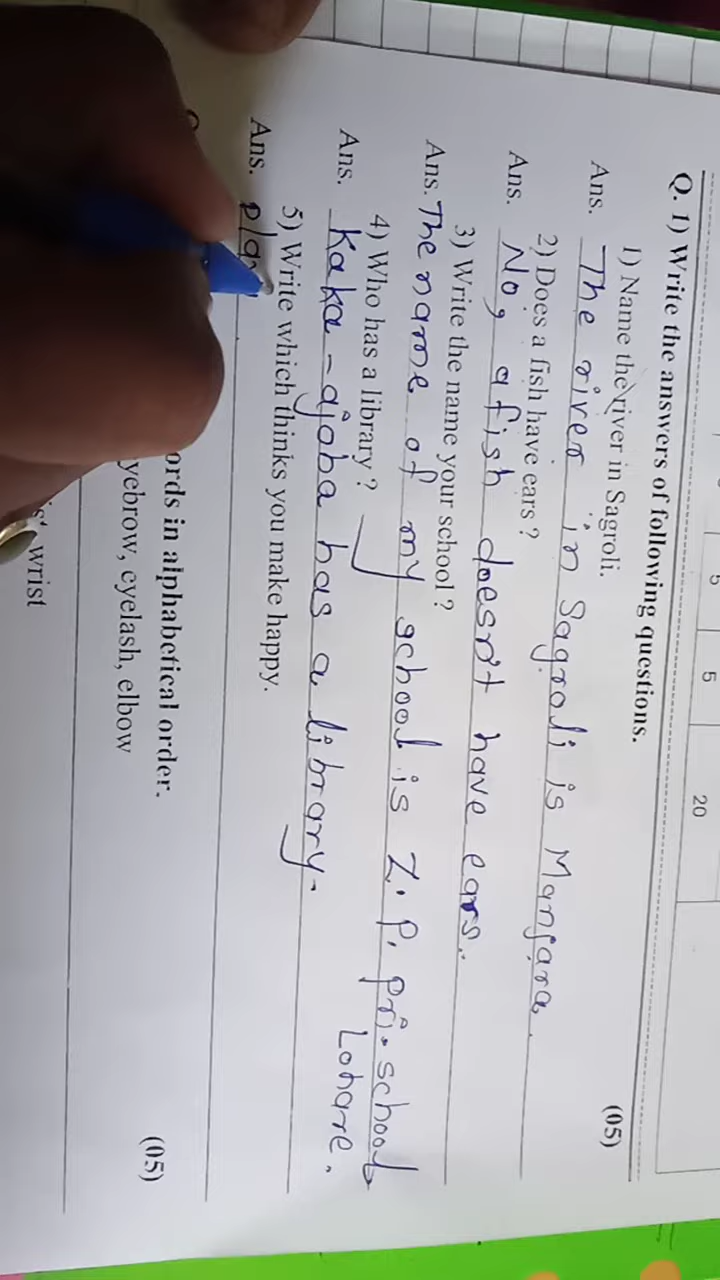 5 5 20
Q. 1) Write the answers of following questions. (05)
1) Name the river in Sagroli.
Ans. The river in Sagroli is Manjara.
2) Does a fish have ears ?
Ans. No, a fish doesn't have ears.
3) Write the name your school ?
Ans. The name of my school is Z.P. pri. school
Lohare.
4) Who has a library ?
Ans. Kaka-ajoba has a library.
5) Write which thinks you make happy.
Ans.
ords in alphabetical order. (05)
yebrow, eyelash, elbow
wrist